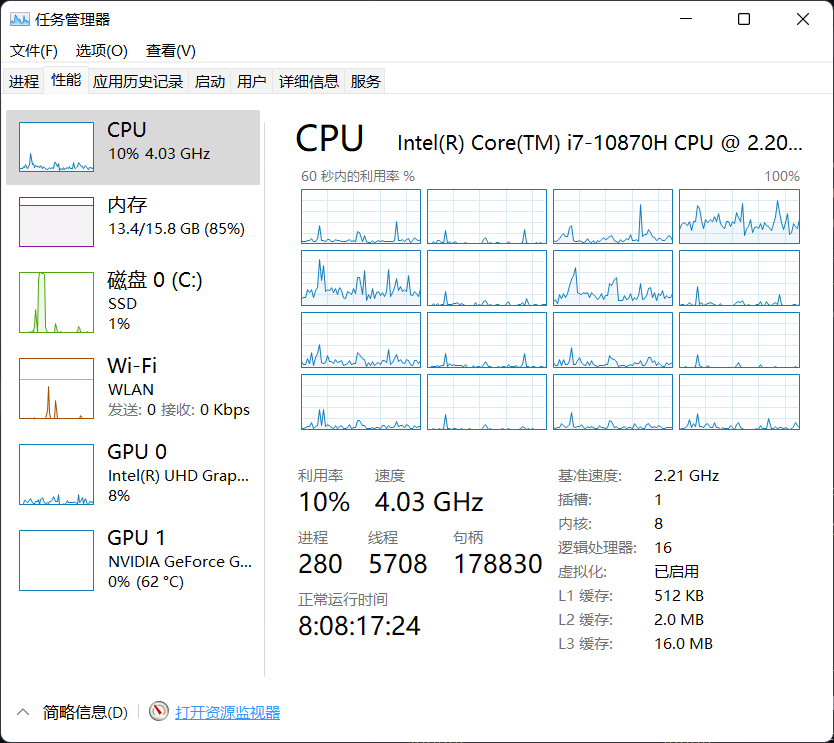 任务管理器
文件(F) 选项(O) 查看(V)
进程 性能 应用历史记录 启动 用户 详细信息 服务
CPU
10% 4.03 GHz
内存
13.4/15.8 GB (85%)
磁盘 0 (C:)
SSD
1%
Wi-Fi
WLAN
发送: 0 接收: 0 Kbps
GPU 0
Intel(R) UHD Grap...
8%
GPU 1
NVIDIA GeForce G...
0% (62 °C)
CPU Intel(R) Core(TM) i7-10870H CPU @ 2.20...
60 秒内的利用率 % 100%
利用率 速度
10% 4.03 GHz
进程 线程 句柄
280 5708 178830
正常运行时间
8:08:17:24
基准速度: 2.21 GHz
插槽: 1
内核: 8
逻辑处理器: 16
虚拟化: 已启用
L1 缓存: 512 KB
L2 缓存: 2.0 MB
L3 缓存: 16.0 MB
简略信息(D) 打开资源监视器